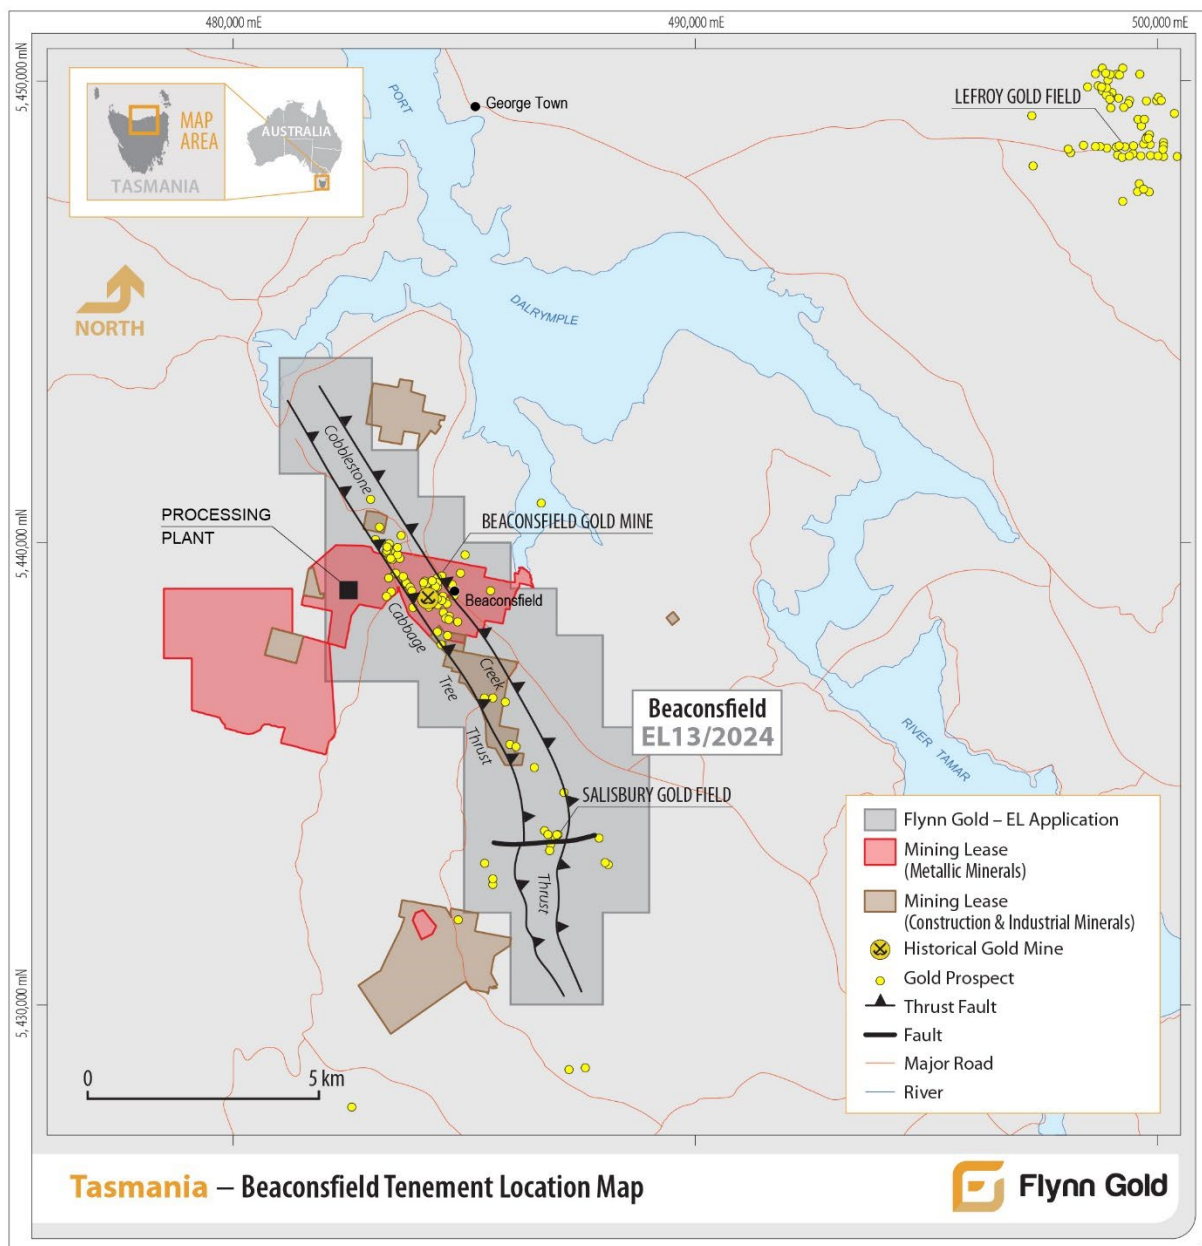 480,000 mE
490,000 mE
500,000 mE
5,450,000 mN
5,440,000 mN
5,430,000 mN
MAP
AREA
TASMANIA
AUSTRALIA
NORTH
PORT
DALRYMPLE
George Town
LEFROY GOLD FIELD
Cobblestone
Creek
Thrust
Cabbage
Tree
Thrust
PROCESSING
PLANT
BEACONSFIELD GOLD MINE
Beaconsfield
Beaconsfield
EL13/2024
SALISBURY GOLD FIELD
RIVER TAMAR
Flynn Gold – EL Application
Mining Lease
(Metallic Minerals)
Mining Lease
(Construction & Industrial Minerals)
Historical Gold Mine
Gold Prospect
Thrust Fault
Fault
Major Road
River
0 5 km
Tasmania – Beaconsfield Tenement Location Map
Flynn Gold